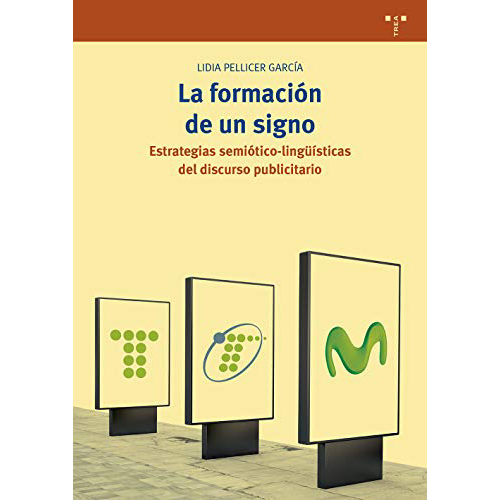 TREA
LIDIA PELLICER GARCÍA
La formación
de un signo
Estrategias semiótico-lingüísticas
del discurso publicitario